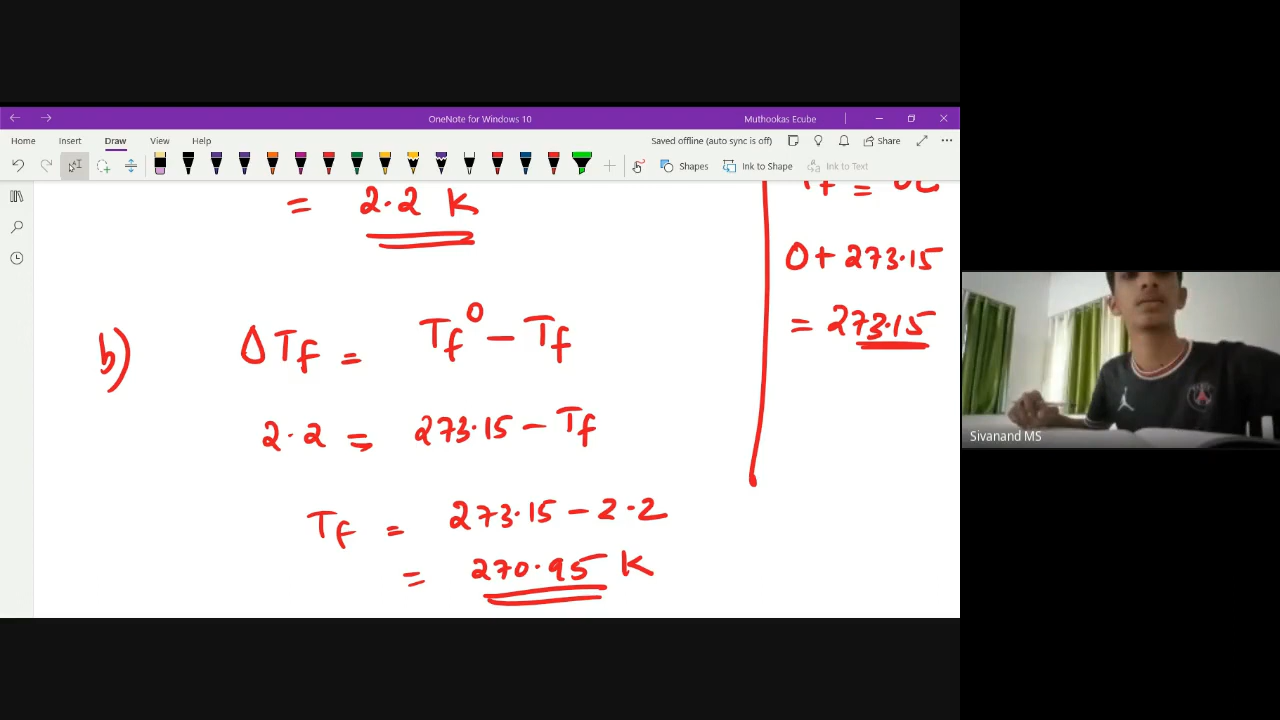 OneNote for Windows 10
Muthookas Ecube
Home Insert Draw View Help
Saved offline (auto sync is off)
Share
Shapes
Ink to Shape
Ink to Text
= 2.2 K
b) ΔTf = Tf⁰ − Tf
2.2 = 273.15 − Tf
Tf = 273.15 − 2.2
= 270.95 K
0 + 273.15
= 273.15
Sivanand MS